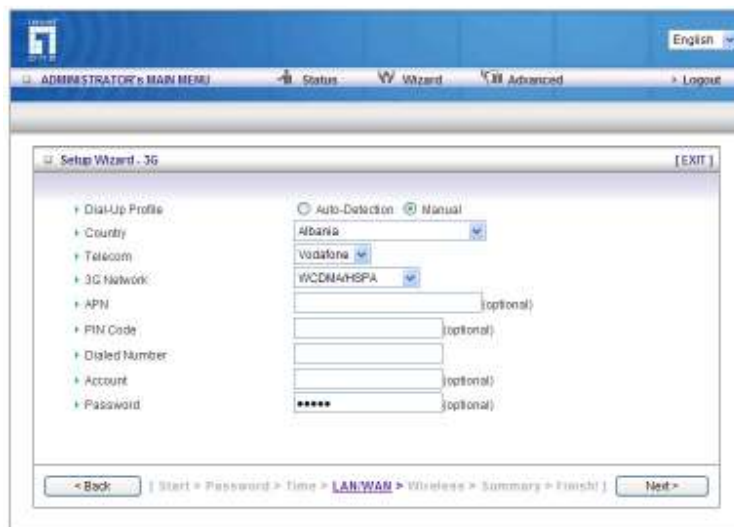 English
ADMINISTRATOR's MAIN MENU Status Wizard Advanced > Logout
Setup Wizard - 3G [ EXIT ]
Dial-Up Profile Auto-Detection Manual
Country Albania
Telecom Vodafone
3G Network WCDMA/HSPA
APN (optional)
PIN Code (optional)
Dialed Number
Account (optional)
Password ••••• (optional)
< Back [ Start > Password > Time > LAN/WAN > Wireless > Summary > Finish! ] Next >